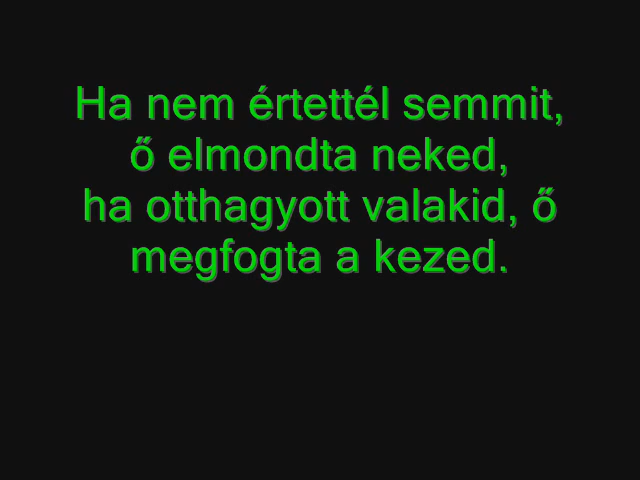 Ha nem értettél semmit,
ő elmondta neked,
ha otthagyott valakid, ő
megfogta a kezed.